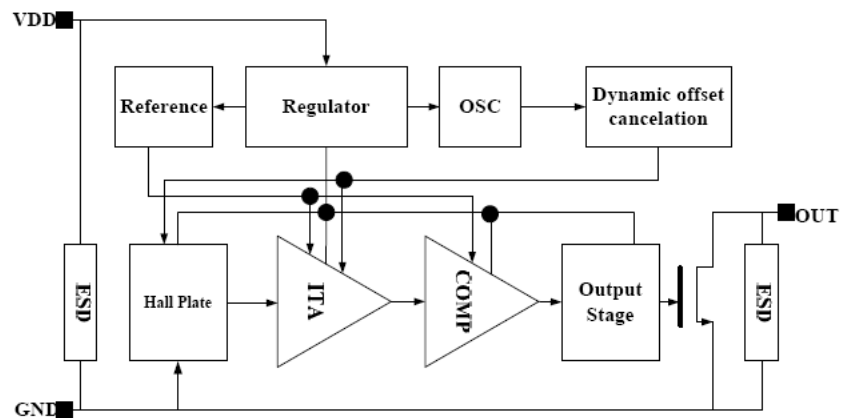 VDD
Reference
Regulator
OSC
Dynamic offset
cancelation
OUT
ESD
Hall Plate
ITA
COMP
Output
Stage
ESD
GND